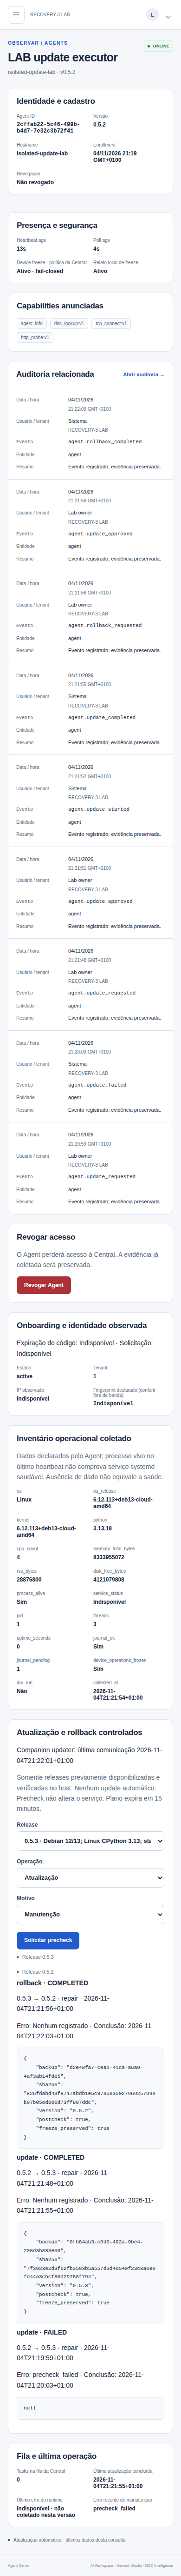 RECOVERY-3 LAB
L
OBSERVAR / AGENTS
ONLINE
LAB update executor
isolated-update-lab · v0.5.2
Identidade e cadastro
Agent ID
Versão
2cffab22-5c46-499b-b4d7-7e32c3b72f41
0.5.2
Hostname
Enrollment
isolated-update-lab
04/11/2026 21:19 GMT+0100
Revogação
Não revogado
Presença e segurança
Heartbeat age
Poll age
13s
4s
Device freeze · política da Central
Relato local de freeze
Ativo · fail-closed
Ativo
Capabilities anunciadas
agent_info
dns_lookup:v1
tcp_connect:v1
http_probe:v1
Auditoria relacionada
Abrir auditoria →
Data / hora
04/11/2026
21:22:03 GMT+0100
Usuário / tenant
Sistema
RECOVERY-3 LAB
Evento
agent.rollback_completed
Entidade
agent
Resumo
Evento registrado; evidência preservada.
Data / hora
04/11/2026
21:21:59 GMT+0100
Usuário / tenant
Lab owner
RECOVERY-3 LAB
Evento
agent.update_approved
Entidade
agent
Resumo
Evento registrado; evidência preservada.
Data / hora
04/11/2026
21:21:56 GMT+0100
Usuário / tenant
Lab owner
RECOVERY-3 LAB
Evento
agent.rollback_requested
Entidade
agent
Resumo
Evento registrado; evidência preservada.
Data / hora
04/11/2026
21:21:55 GMT+0100
Usuário / tenant
Sistema
RECOVERY-3 LAB
Evento
agent.update_completed
Entidade
agent
Resumo
Evento registrado; evidência preservada.
Data / hora
04/11/2026
21:21:52 GMT+0100
Usuário / tenant
Sistema
RECOVERY-3 LAB
Evento
agent.update_started
Entidade
agent
Resumo
Evento registrado; evidência preservada.
Data / hora
04/11/2026
21:21:51 GMT+0100
Usuário / tenant
Lab owner
RECOVERY-3 LAB
Evento
agent.update_approved
Entidade
agent
Resumo
Evento registrado; evidência preservada.
Data / hora
04/11/2026
21:21:48 GMT+0100
Usuário / tenant
Lab owner
RECOVERY-3 LAB
Evento
agent.update_requested
Entidade
agent
Resumo
Evento registrado; evidência preservada.
Data / hora
04/11/2026
21:20:03 GMT+0100
Usuário / tenant
Sistema
RECOVERY-3 LAB
Evento
agent.update_failed
Entidade
agent
Resumo
Evento registrado; evidência preservada.
Data / hora
04/11/2026
21:19:59 GMT+0100
Usuário / tenant
Lab owner
RECOVERY-3 LAB
Evento
agent.update_requested
Entidade
agent
Resumo
Evento registrado; evidência preservada.
Revogar acesso
O Agent perderá acesso à Central. A evidência já coletada será preservada.
Revogar Agent
Onboarding e identidade observada
Expiração do código: Indisponível · Solicitação: Indisponível
Estado
Tenant
active
1
IP observado
Fingerprint declarado (conferir fora de banda)
Indisponível
Indisponível
Inventário operacional coletado
Dados declarados pelo Agent; processo vivo no último heartbeat não comprova serviço systemd saudável. Ausência de dado não equivale a saúde.
os
os_release
Linux
6.12.113+deb13-cloud-amd64
kernel
python
6.12.113+deb13-cloud-amd64
3.13.18
cpu_count
memory_total_bytes
4
8333955072
rss_bytes
disk_free_bytes
28876800
4121079808
process_alive
service_status
Sim
Indisponível
pid
threads
1
3
uptime_seconds
journal_ok
0
Sim
journal_pending
device_operations_frozen
1
Sim
dry_run
collected_at
Não
2026-11-04T21:21:54+01:00
Atualização e rollback controlados
Companion updater: última comunicação 2026-11-04T21:22:01+01:00
Somente releases previamente disponibilizadas e verificadas no host. Nenhum update automático. Precheck não altera o serviço. Plano expira em 15 minutos.
Release
0.5.3 · Debian 12/13; Linux CPython 3.13; sta
Operação
Atualização
Motivo
Manutenção
Solicitar precheck
Release 0.5.3
Release 0.5.2
rollback · COMPLETED
0.5.3 → 0.5.2 · repair · 2026-11-04T21:21:56+01:00
Erro: Nenhum registrado · Conclusão: 2026-11-04T21:22:03+01:00
{
"version": "0.5.2",
"postcheck": true,
"freeze_preserved": true
}
update · COMPLETED
0.5.2 → 0.5.3 · repair · 2026-11-04T21:21:48+01:00
Erro: Nenhum registrado · Conclusão: 2026-11-04T21:21:55+01:00
{
"version": "0.5.3",
"postcheck": true,
"freeze_preserved": true
}
update · FAILED
0.5.2 → 0.5.3 · repair · 2026-11-04T21:19:59+01:00
Erro: precheck_failed · Conclusão: 2026-11-04T21:20:03+01:00
null
Fila e última operação
Tasks na fila da Central
Última atualização concluída
0
2026-11-04T21:21:55+01:00
Último erro do runtime
Erro recente de manutenção
Indisponível · não coletado nesta versão
precheck_failed
Atualização automática · últimos dados desta consulta
Agent Center